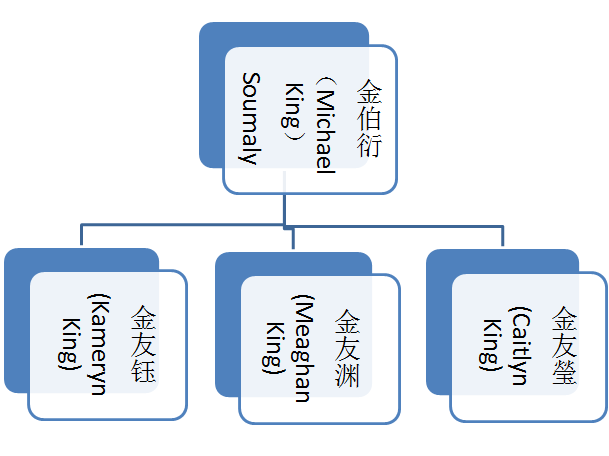 金伯衍
（Michael
King）
Soumaly
金友钰
(Kameryn
King)
金友渊
(Meaghan
King)
金友瑩
(Caitlyn
King)